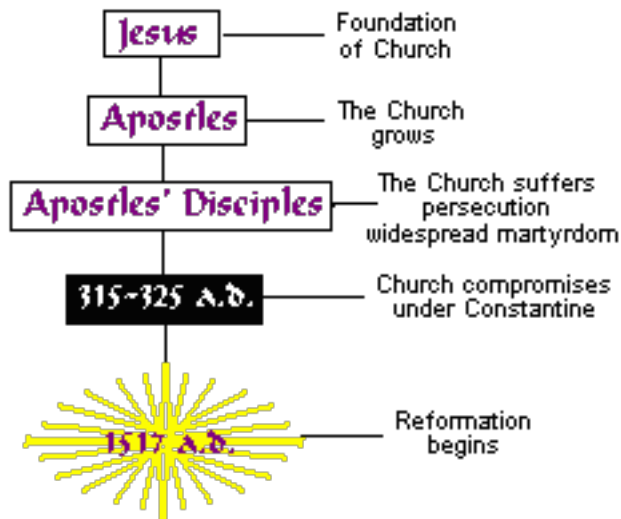 Jesus
Foundation
of Church
Apostles
The Church
grows
Apostles' Disciples
The Church suffers
persecution
widespread martyrdom
315-325 a.d.
Church compromises
under Constantine
1517 a.d.
Reformation
begins